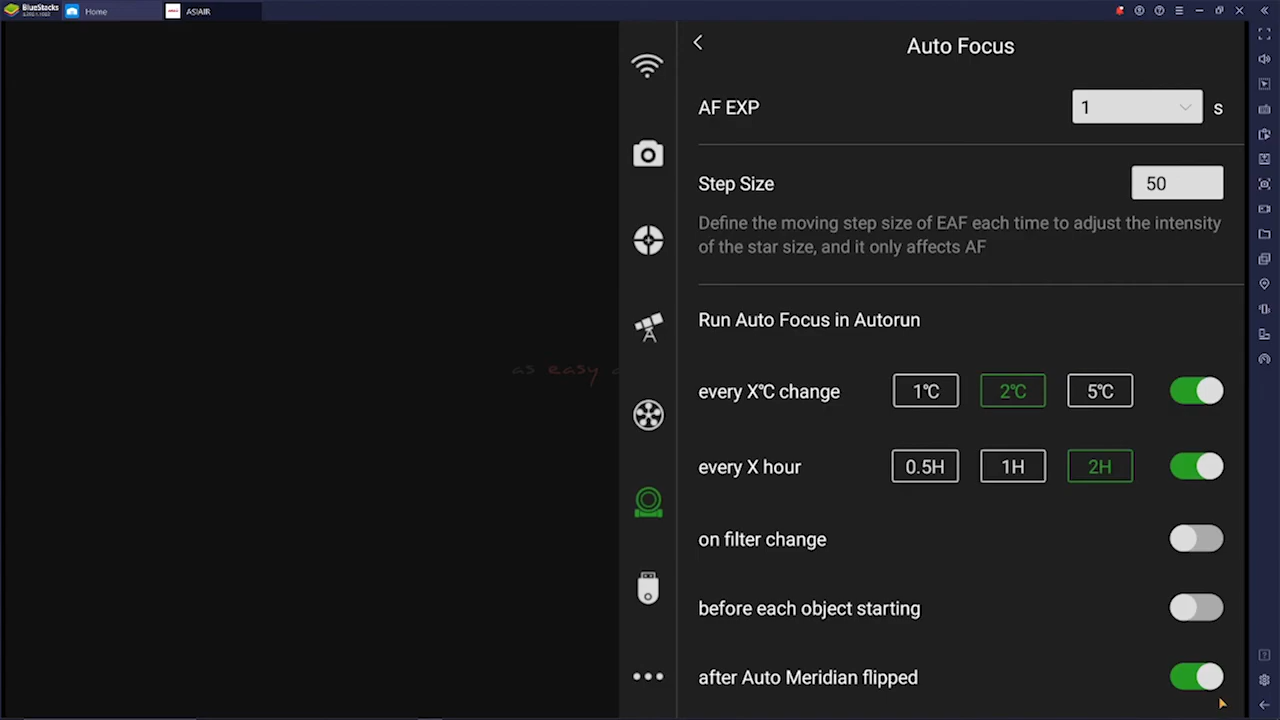 BlueStacks
Home
ASIAIR
Auto Focus
AF EXP
1
s
Step Size
50
Define the moving step size of EAF each time to adjust the intensity
of the star size, and it only affects AF
as easy
Run Auto Focus in Autorun
every X℃ change
1℃
2℃
5℃
every X hour
0.5H
1H
2H
on filter change
before each object starting
after Auto Meridian flipped